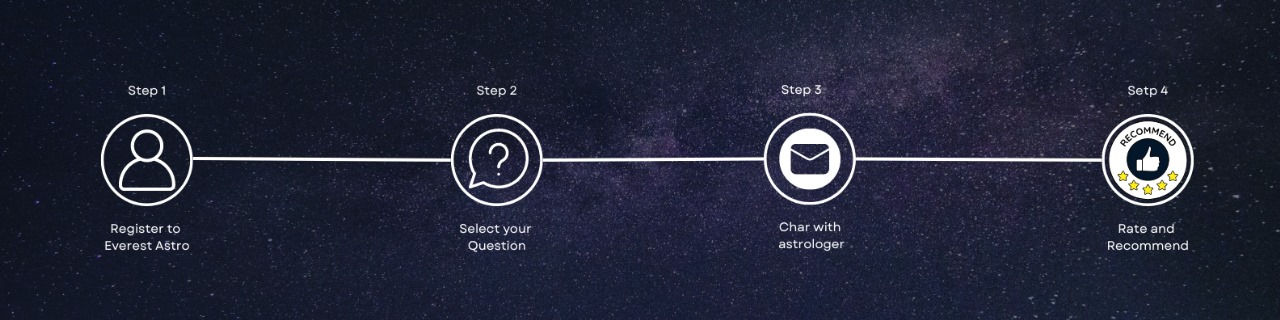 Step 1
Step 2
Setp 3
Setp 4
?
RECOMMEND
Register to
Everest Astro
Select your
Question
Char with
astrologer
Rate and
Recommend